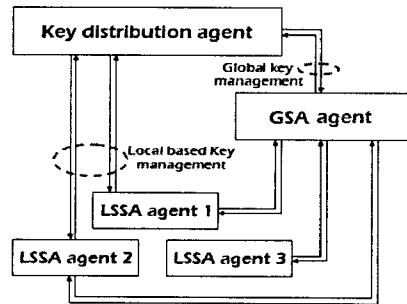 Key distribution agent
Global key
management
GSA agent
Local based Key
management
LSSA agent 1
LSSA agent 2
LSSA agent 3